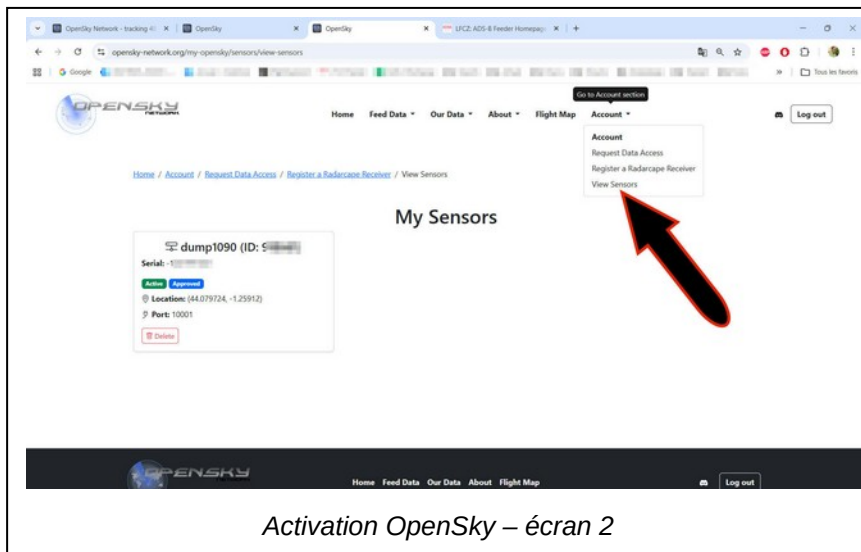 OpenSky Network - tracking
OpenSky
OpenSky
LFCZ: ADS-B Feeder Homepage
opensky-network.org/my-opensky/sensors/view-sensors
Google
Tous les favoris
OPENSKY
NETWORK
Go to Account section
Home Feed Data Our Data About Flight Map Account Log out
Account
Request Data Access
Register a Radarcape Receiver
View Sensors
Home / Account / Request Data Access / Register a Radarcape Receiver / View Sensors
My Sensors
dump1090 (ID: 9
Serial: -1
Active Approved
Location: (44.079724, -1.25912)
Port: 10001
Delete
OPENSKY
NETWORK
Home Feed Data Our Data About Flight Map Log out
Activation OpenSky – écran 2